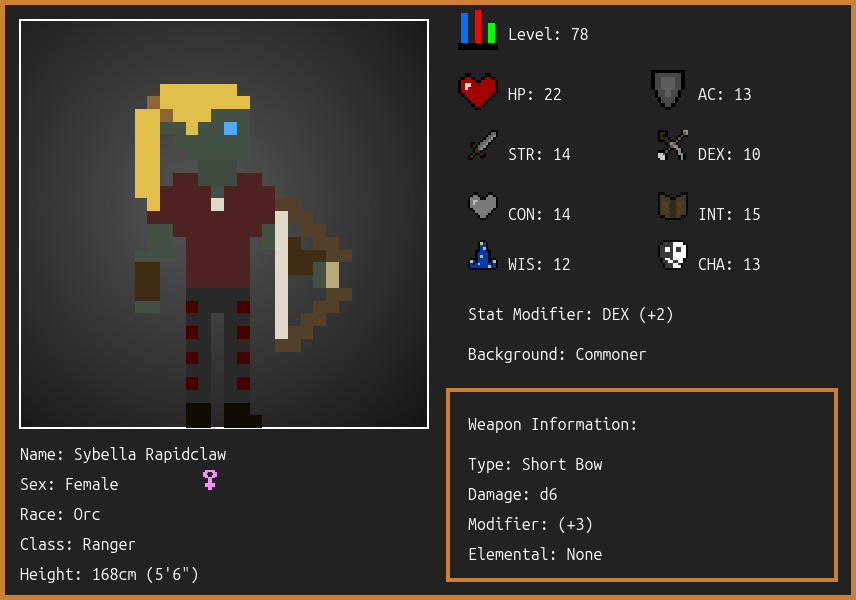 Level: 78
HP: 22
AC: 13
STR: 14
DEX: 10
CON: 14
INT: 15
WIS: 12
CHA: 13
Stat Modifier: DEX (+2)
Background: Commoner
Weapon Information:
Type: Short Bow
Damage: d6
Modifier: (+3)
Elemental: None
Name: Sybella Rapidclaw
Sex: Female
Race: Orc
Class: Ranger
Height: 168cm (5'6")